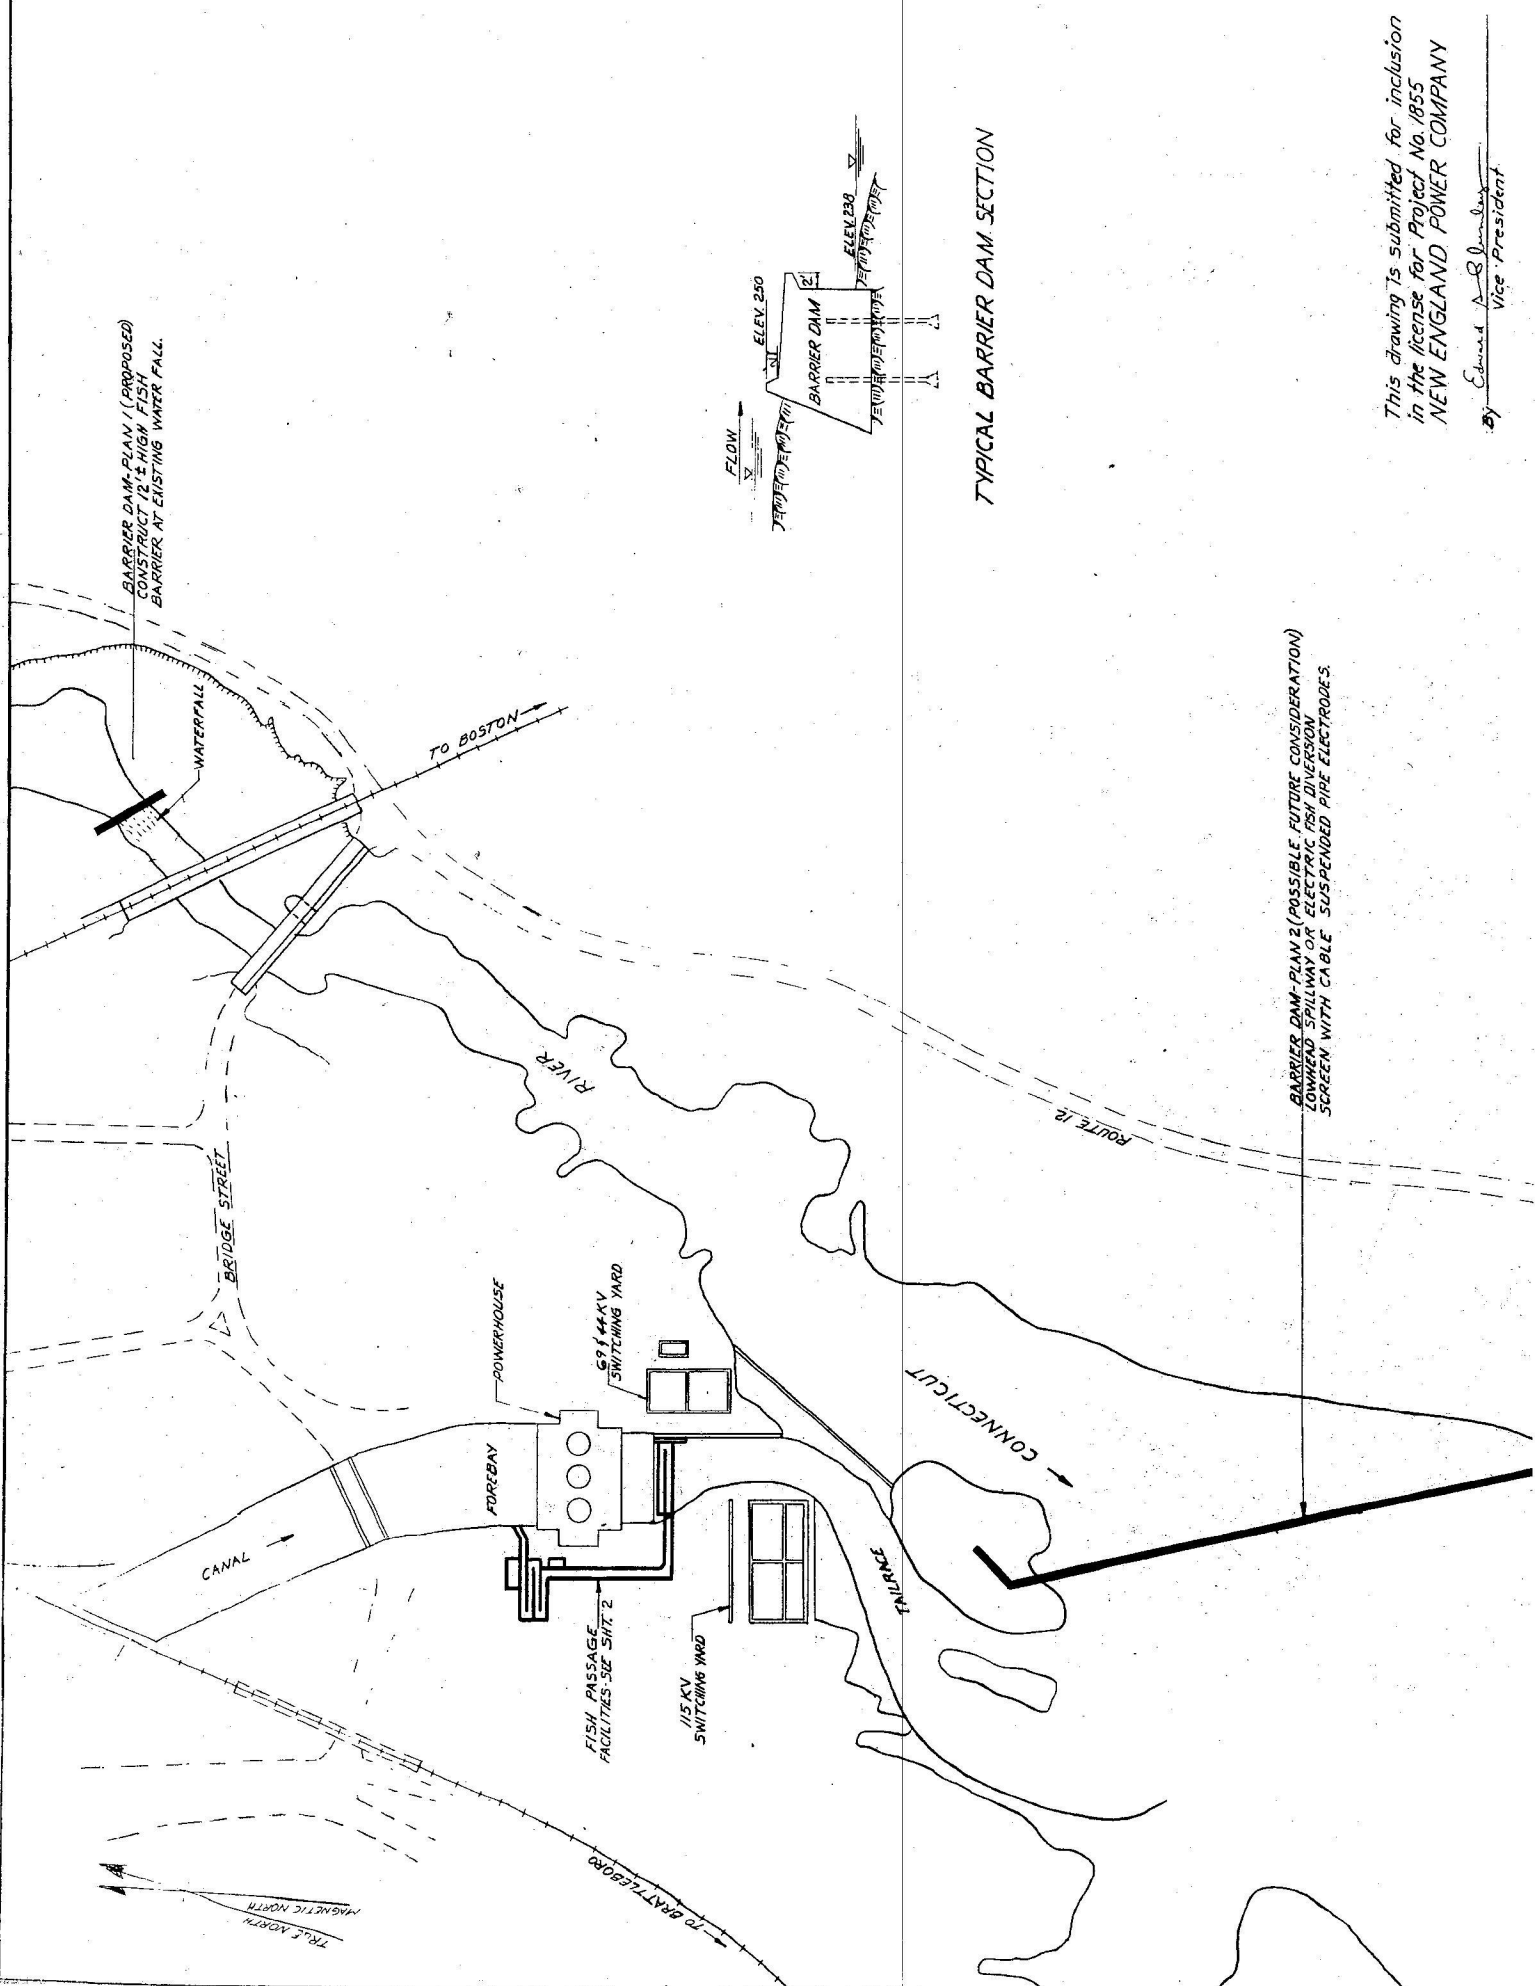 BARRIER DAM-PLAN 1 (PROPOSED)
CONSTRUCT 12'± HIGH FISH
BARRIER AT EXISTING WATER FALL.
WATERFALL
TO BOSTON
FLOW
ELEV. 250
2'
BARRIER DAM
2'
ELEV. 238
TYPICAL BARRIER DAM SECTION
This drawing is submitted for inclusion
in the license for Project No. 1855
NEW ENGLAND POWER COMPANY
By Edward
Vice President
BRIDGE STREET
RIVER
ROUTE 12
BARRIER DAM-PLAN 2 (POSSIBLE FUTURE CONSIDERATION)
LOWHEAD SPILLWAY OR ELECTRIC FISH DIVERSION
SCREEN WITH CABLE SUSPENDED PIPE ELECTRODES.
POWERHOUSE
69 & 44 KV
SWITCHING YARD
CONNECTICUT
CANAL
FOREBAY
FISH PASSAGE
FACILITIES-SEE SHT. 2
115 KV
SWITCHING YARD
TAILRACE
TO BRATTLEBORO
MAGNETIC NORTH
TRUE NORTH